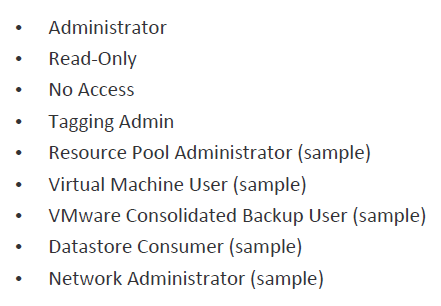 • Administrator
• Read-Only
• No Access
• Tagging Admin
• Resource Pool Administrator (sample)
• Virtual Machine User (sample)
• VMware Consolidated Backup User (sample)
• Datastore Consumer (sample)
• Network Administrator (sample)